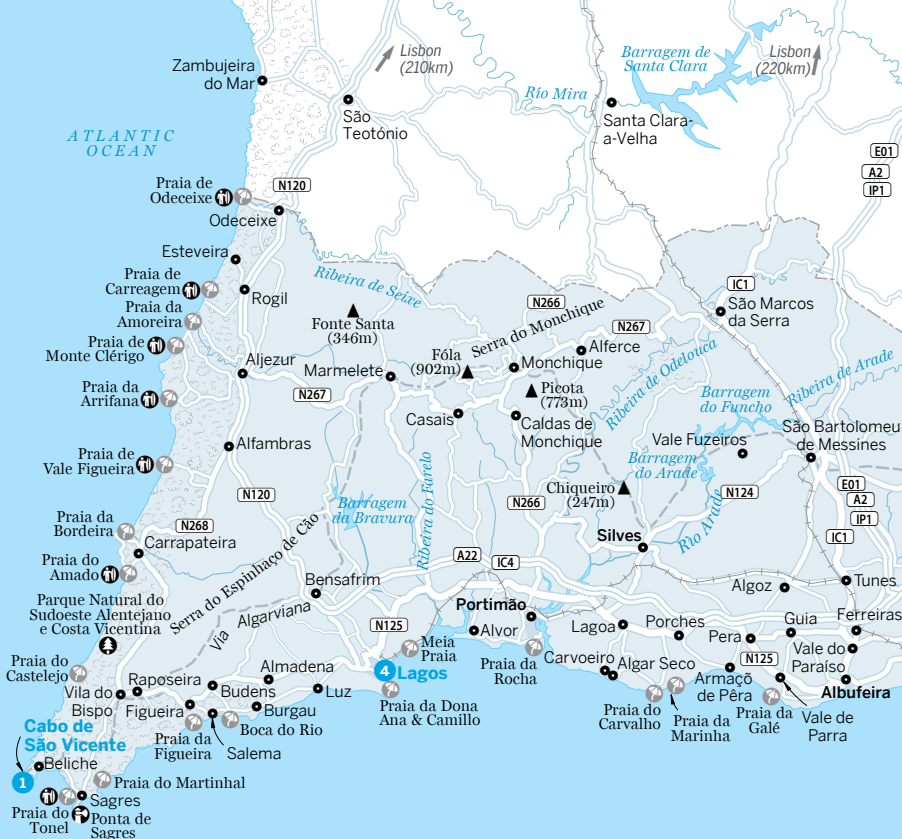 Lisbon
(210km)
Barragem de
Santa Clara
Lisbon
(220km)
Zambujeira
do Mar
Río Mira
São
Teotónio
Santa Clara-
a-Velha
ATLANTIC
OCEAN
E01
A2
IP1
Praia de
Odeceixe
N120
Odeceixe
Esteveira
Praia de
Carreagem
Ribeira de Seixe
Rogil
IC1
N266
São Marcos
da Serra
Praia da
Amoreira
Fonte Santa
(346m)
Serra do Monchique
N267
Praia de
Monte Clérigo
Fóla
(902m)
Alferce
Aljezur
Marmelete
Monchique
Ribeira de Odelouca
Ribeira de Arade
Praia da
Arrifana
N267
Picota
(773m)
Barragem
do Funcho
Casais
Caldas de
Monchique
São Bartolomeu
de Messines
Alfambras
Vale Fuzeiros
Praia de
Vale Figueira
Barragem
do Arade
Ribeira do Farelo
Chiqueiro
(247m)
N120
Barragem
da Bravura
N266
N124
E01
A2
IP1
Rio Arade
Praia da
Bordeira
N268
Carrapateira
Silves
IC1
Serra do Espinhaço de Cão
A22
IC4
Praia do
Amado
Bensafrim
Algoz
Tunes
Parque Natural do
Sudoeste Alentejano
e Costa Vicentina
Via
Algarviana
Portimão
N125
Lagoa
Porches
Guia
Ferreiras
Alvor
Pera
Meia
Praia
Praia da
Rocha
Vale do
Paraíso
Praia do
Castelejo
Almadena
4
Lagos
Carvoeiro
Algar Seco
N125
Raposeira
Vila do
Bispo
Budens
Luz
Armaçõ
de Pêra
Albufeira
Figueira
Burgau
Praia da Dona
Ana & Camillo
Praia do
Carvalho
Praia da
Marinha
Praia da
Galé
Vale de
Parra
Cabo de
São Vicente
Boca do Rio
Praia da
Figueira
Salema
Beliche
1
Praia do Martinhal
Sagres
Praia do
Tonel
Ponta de
Sagres